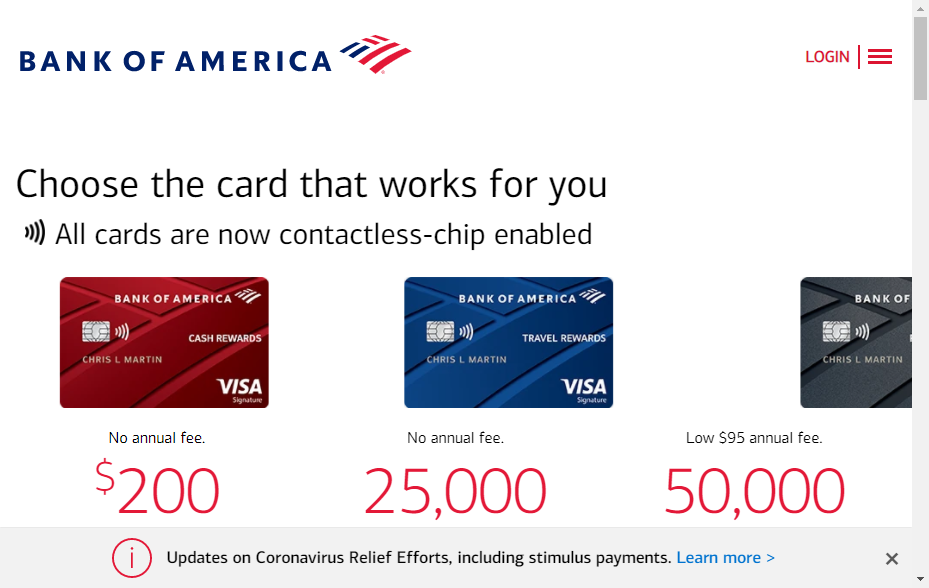 BANK OF AMERICA
LOGIN
Choose the card that works for you
All cards are now contactless-chip enabled
BANK OF AMERICA
CASH REWARDS
CHRIS L MARTIN
VISA
Signature
BANK OF AMERICA
TRAVEL REWARDS
CHRIS L MARTIN
VISA
Signature
BANK OF
CHRIS L MARTIN
No annual fee.
$200
No annual fee.
25,000
Low $95 annual fee.
50,000
Updates on Coronavirus Relief Efforts, including stimulus payments. Learn more >